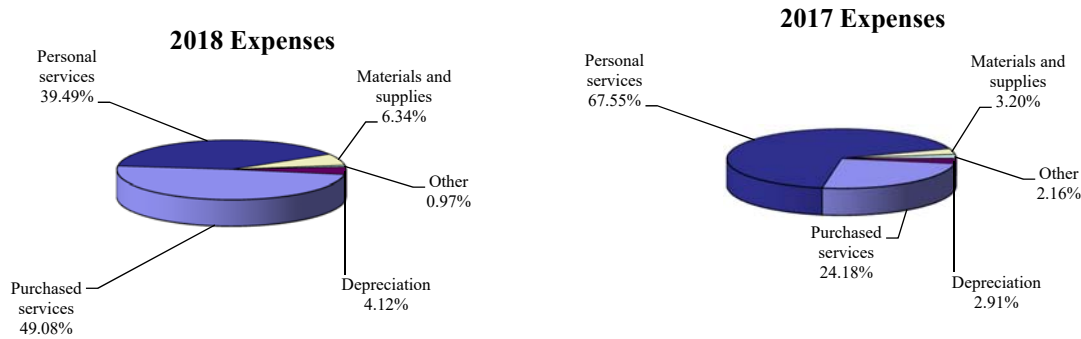 2018 Expenses
Personal
services
39.49%
Materials and
supplies
6.34%
Other
0.97%
Depreciation
4.12%
Purchased
services
49.08%
2017 Expenses
Personal
services
67.55%
Materials and
supplies
3.20%
Other
2.16%
Purchased
services
24.18%
Depreciation
2.91%